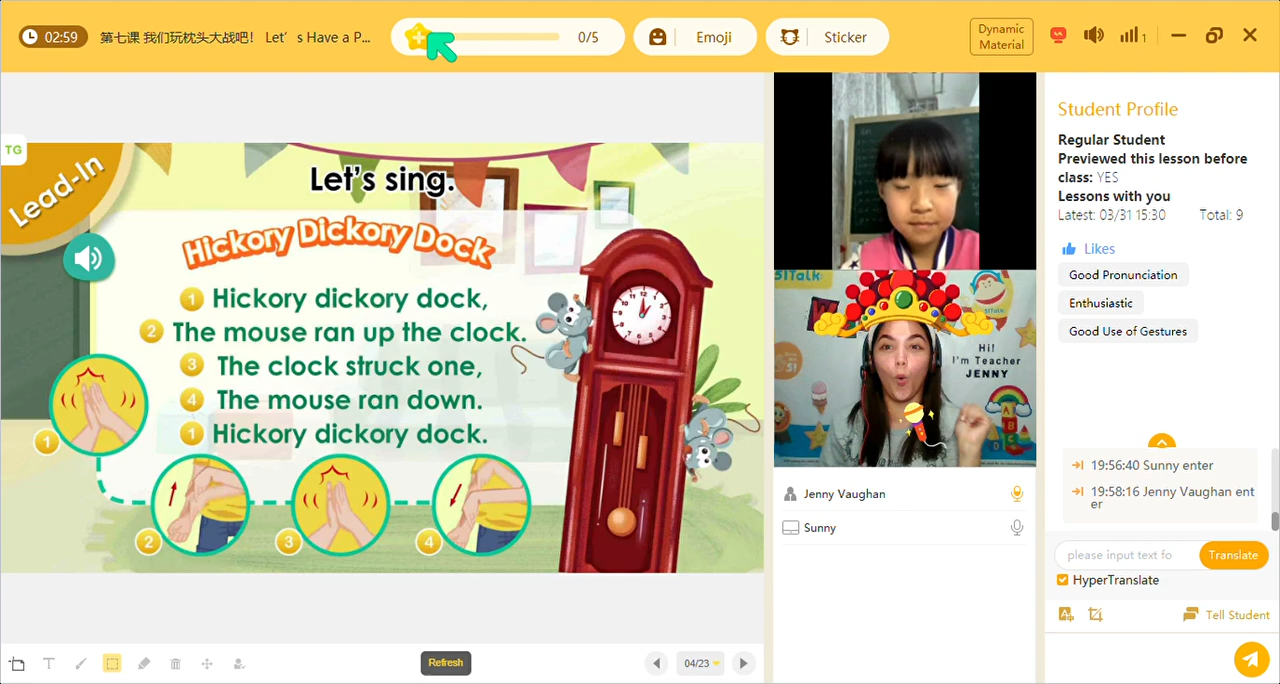 02:59
第七课 我们玩枕头大战吧! Let's Have a P...
0/5
Emoji
Sticker
Dynamic
Material
1
TG
Lead-In
Let's sing.
Hickory Dickory Dock
1 Hickory dickory dock,
2 The mouse ran up the clock.
3 The clock struck one,
4 The mouse ran down.
1 Hickory dickory dock.
1
2
3
4
Refresh
04/23
51Talk
Hi!
I'm Teacher
JENNY
51Talk
A
B
C
Jenny Vaughan
Sunny
Student Profile
Regular Student
Previewed this lesson before
class: YES
Lessons with you
Latest: 03/31 15:30 Total: 9
Likes
Good Pronunciation
Enthusiastic
Good Use of Gestures
19:56:40 Sunny enter
19:58:16 Jenny Vaughan ent
er
please input text fo
Translate
HyperTranslate
Tell Student